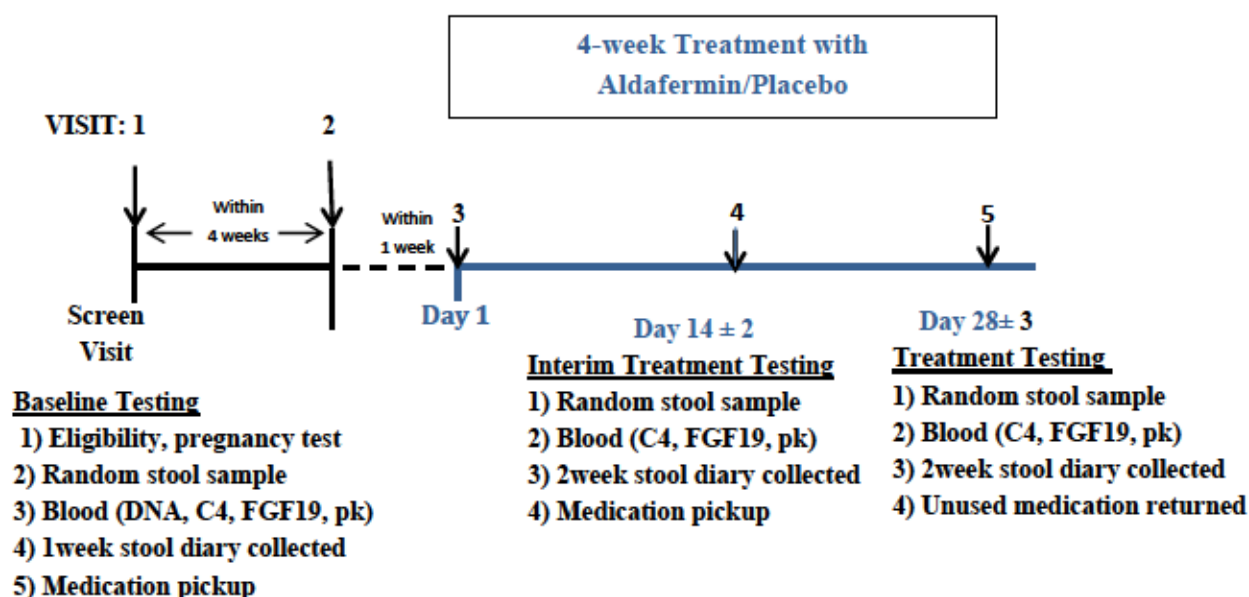 4-week Treatment with
Aldafermin/Placebo
VISIT: 1
2
Within
4 weeks
Within
1 week
3
4
5
Screen
Visit
Day 1
Day 14 ± 2
Day 28± 3
Baseline Testing
1) Eligibility, pregnancy test
2) Random stool sample
3) Blood (DNA, C4, FGF19, pk)
4) 1week stool diary collected
5) Medication pickup
Interim Treatment Testing
1) Random stool sample
2) Blood (C4, FGF19, pk)
3) 2week stool diary collected
4) Medication pickup
Treatment Testing
1) Random stool sample
2) Blood (C4, FGF19, pk)
3) 2week stool diary collected
4) Unused medication returned